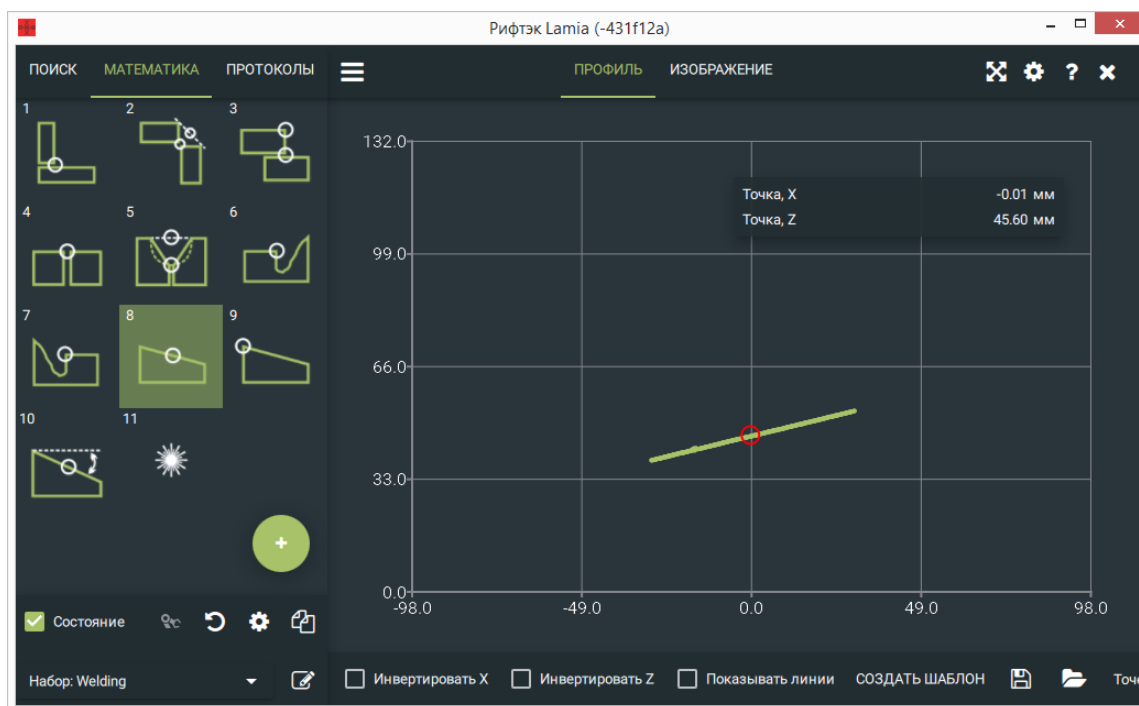 Рифтэк Lamia (-431f12a)
ПОИСК МАТЕМАТИКА ПРОТОКОЛЫ
ПРОФИЛЬ ИЗОБРАЖЕНИЕ
?
1 2 3
4 5 6
7 8 9
10 11
+
132.0
99.0
66.0
33.0
0.0
-98.0 -49.0 0.0 49.0 98.0
Точка, X -0.01 мм
Точка, Z 45.60 мм
Состояние
Набор: Welding
Инвертировать X Инвертировать Z Показывать линии СОЗДАТЬ ШАБЛОН Точ